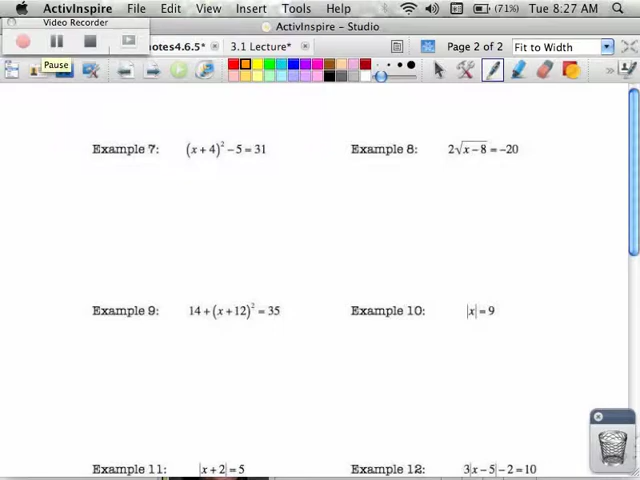 ActivInspire File Edit View Insert Tools Help (71%) Tue 8:27 AM
Video Recorder
ActivInspire – Studio
notes4.6.5* 3.1 Lecture* Page 2 of 2 Fit to Width
Pause
Example 7: (x + 4)² – 5 = 31 Example 8: 2√(x – 8) = –20
Example 9: 14 + (x + 12)² = 35 Example 10: |x| = 9
Example 11: |x + 2| = 5 Example 12: 3|x – 5| – 2 = 10